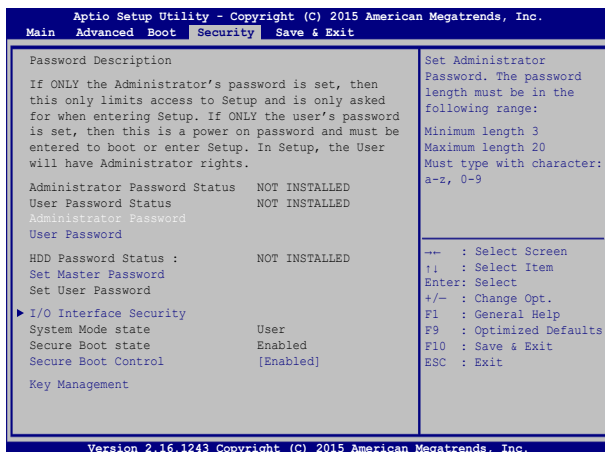 Aptio Setup Utility - Copyright (C) 2015 American Megatrends, Inc.
Main Advanced Boot Security Save & Exit
Password Description
If ONLY the Administrator's password is set, then
this only limits access to Setup and is only asked
for when entering Setup. If ONLY the user's password
is set, then this is a power on password and must be
entered to boot or enter Setup. In Setup, the User
will have Administrator rights.
Administrator Password Status NOT INSTALLED
User Password Status NOT INSTALLED
Administrator Password
User Password
HDD Password Status : NOT INSTALLED
Set Master Password
Set User Password
I/O Interface Security
System Mode state User
Secure Boot state Enabled
Secure Boot Control [Enabled]
Key Management
Set Administrator
Password. The password
length must be in the
following range:
Minimum length 3
Maximum length 20
Must type with character:
a-z, 0-9
→← : Select Screen
↑↓ : Select Item
Enter: Select
+/— : Change Opt.
F1 : General Help
F9 : Optimized Defaults
F10 : Save & Exit
ESC : Exit
Version 2.16.1243 Copyright (C) 2015 American Megatrends, Inc.